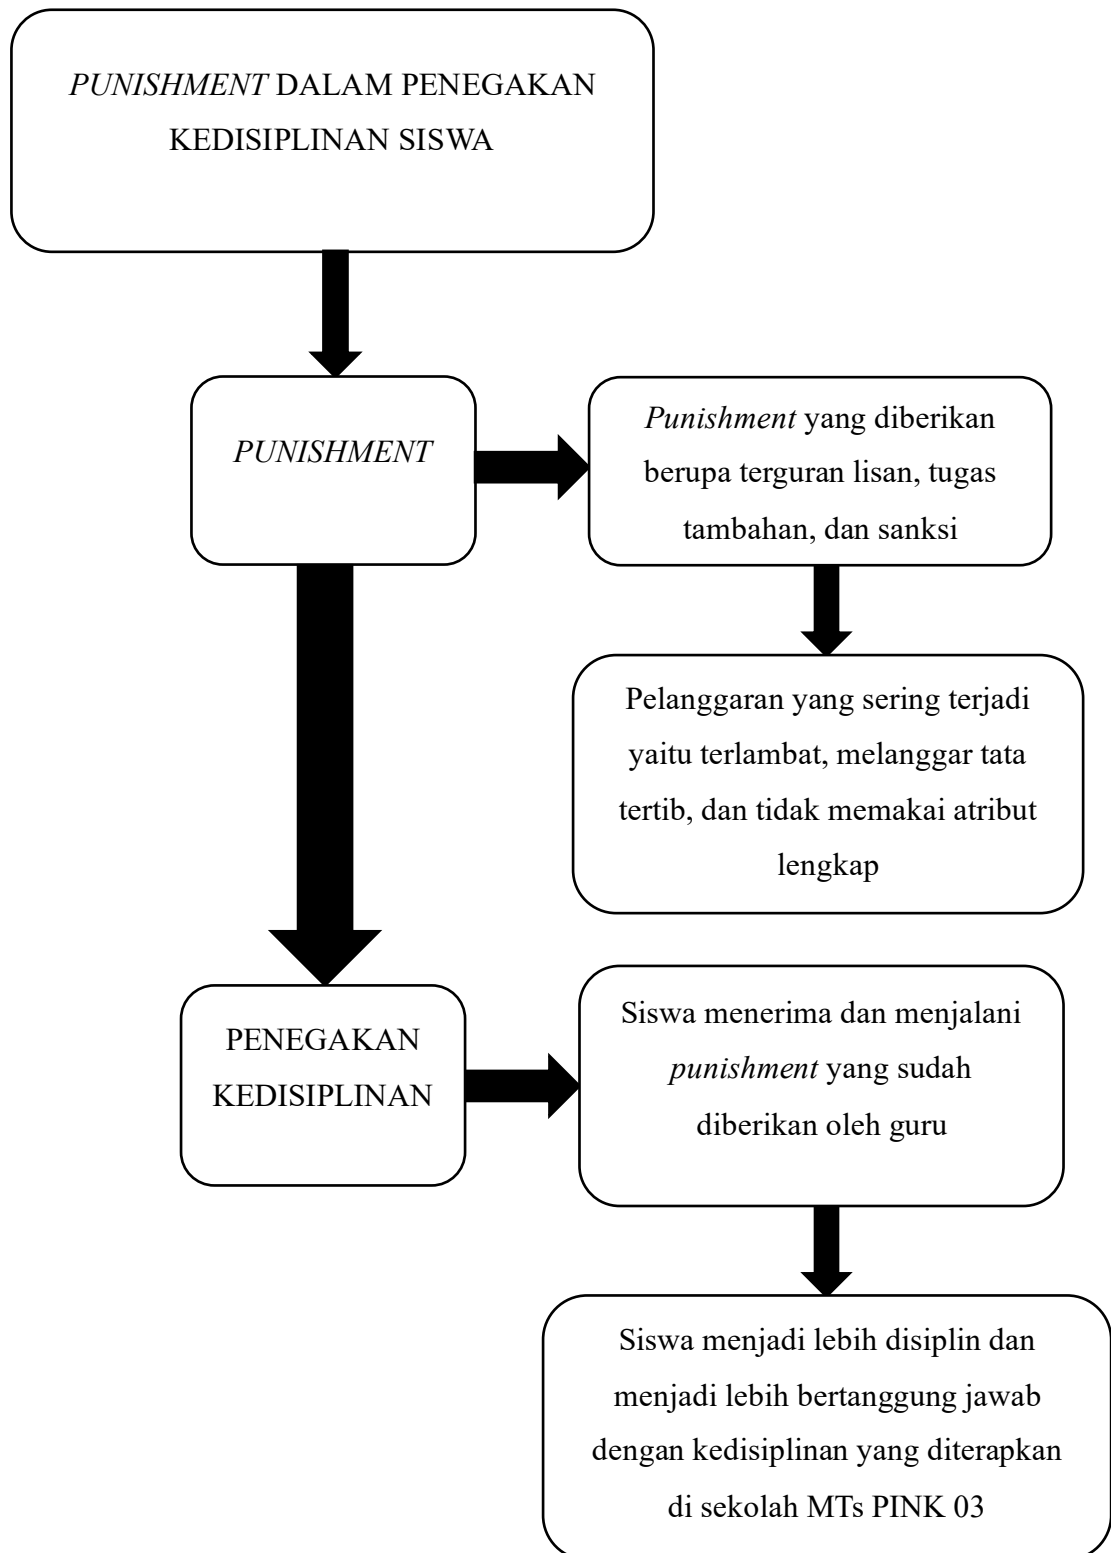 PUNISHMENT DALAM PENEGAKAN
KEDISIPLINAN SISWA
PUNISHMENT
Punishment yang diberikan
berupa terguran lisan, tugas
tambahan, dan sanksi
Pelanggaran yang sering terjadi
yaitu terlambat, melanggar tata
tertib, dan tidak memakai atribut
lengkap
PENEGAKAN
KEDISIPLINAN
Siswa menerima dan menjalani
punishment yang sudah
diberikan oleh guru
Siswa menjadi lebih disiplin dan
menjadi lebih bertanggung jawab
dengan kedisiplinan yang diterapkan
di sekolah MTs PINK 03